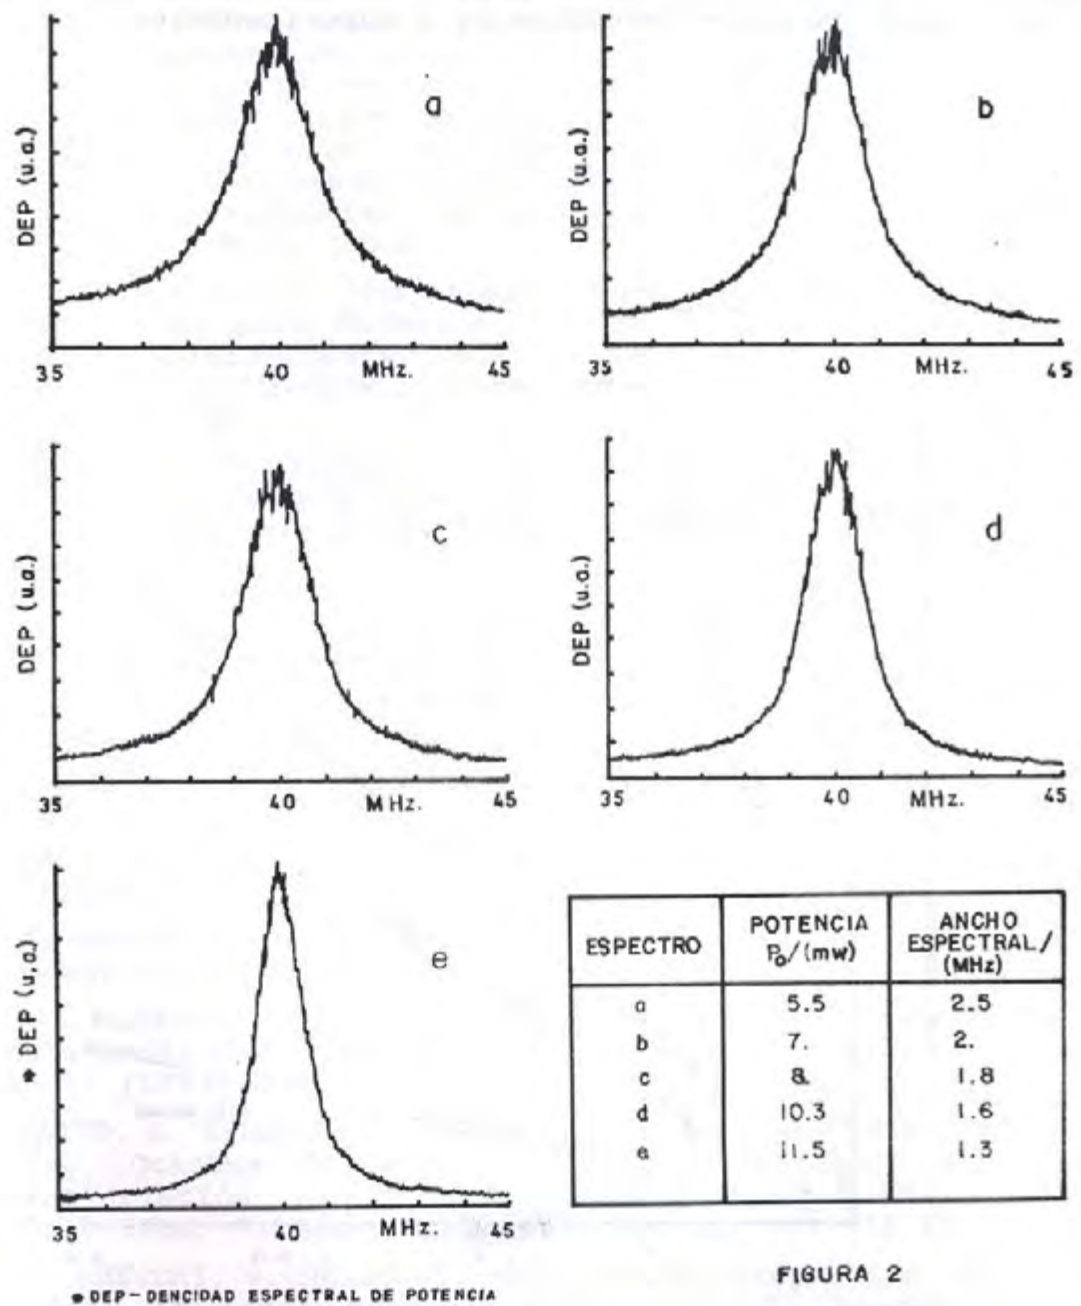 a
DEP (u.a.)
35 40 MHz. 45
b
DEP (u.a.)
35 40 MHz. 45
c
DEP (u.a.)
35 40 MHz. 45
d
DEP (u.a.)
35 40 MHz. 45
e
* DEP (u.a.)
35 40 MHz. 45
ESPECTRO POTENCIA P₀/(mw) ANCHO ESPECTRAL/(MHz)
a 5.5 2.5
b 7. 2.
c 8. 1.8
d 10.3 1.6
e 11.5 1.3
FIGURA 2
* DEP-DENCIDAD ESPECTRAL DE POTENCIA